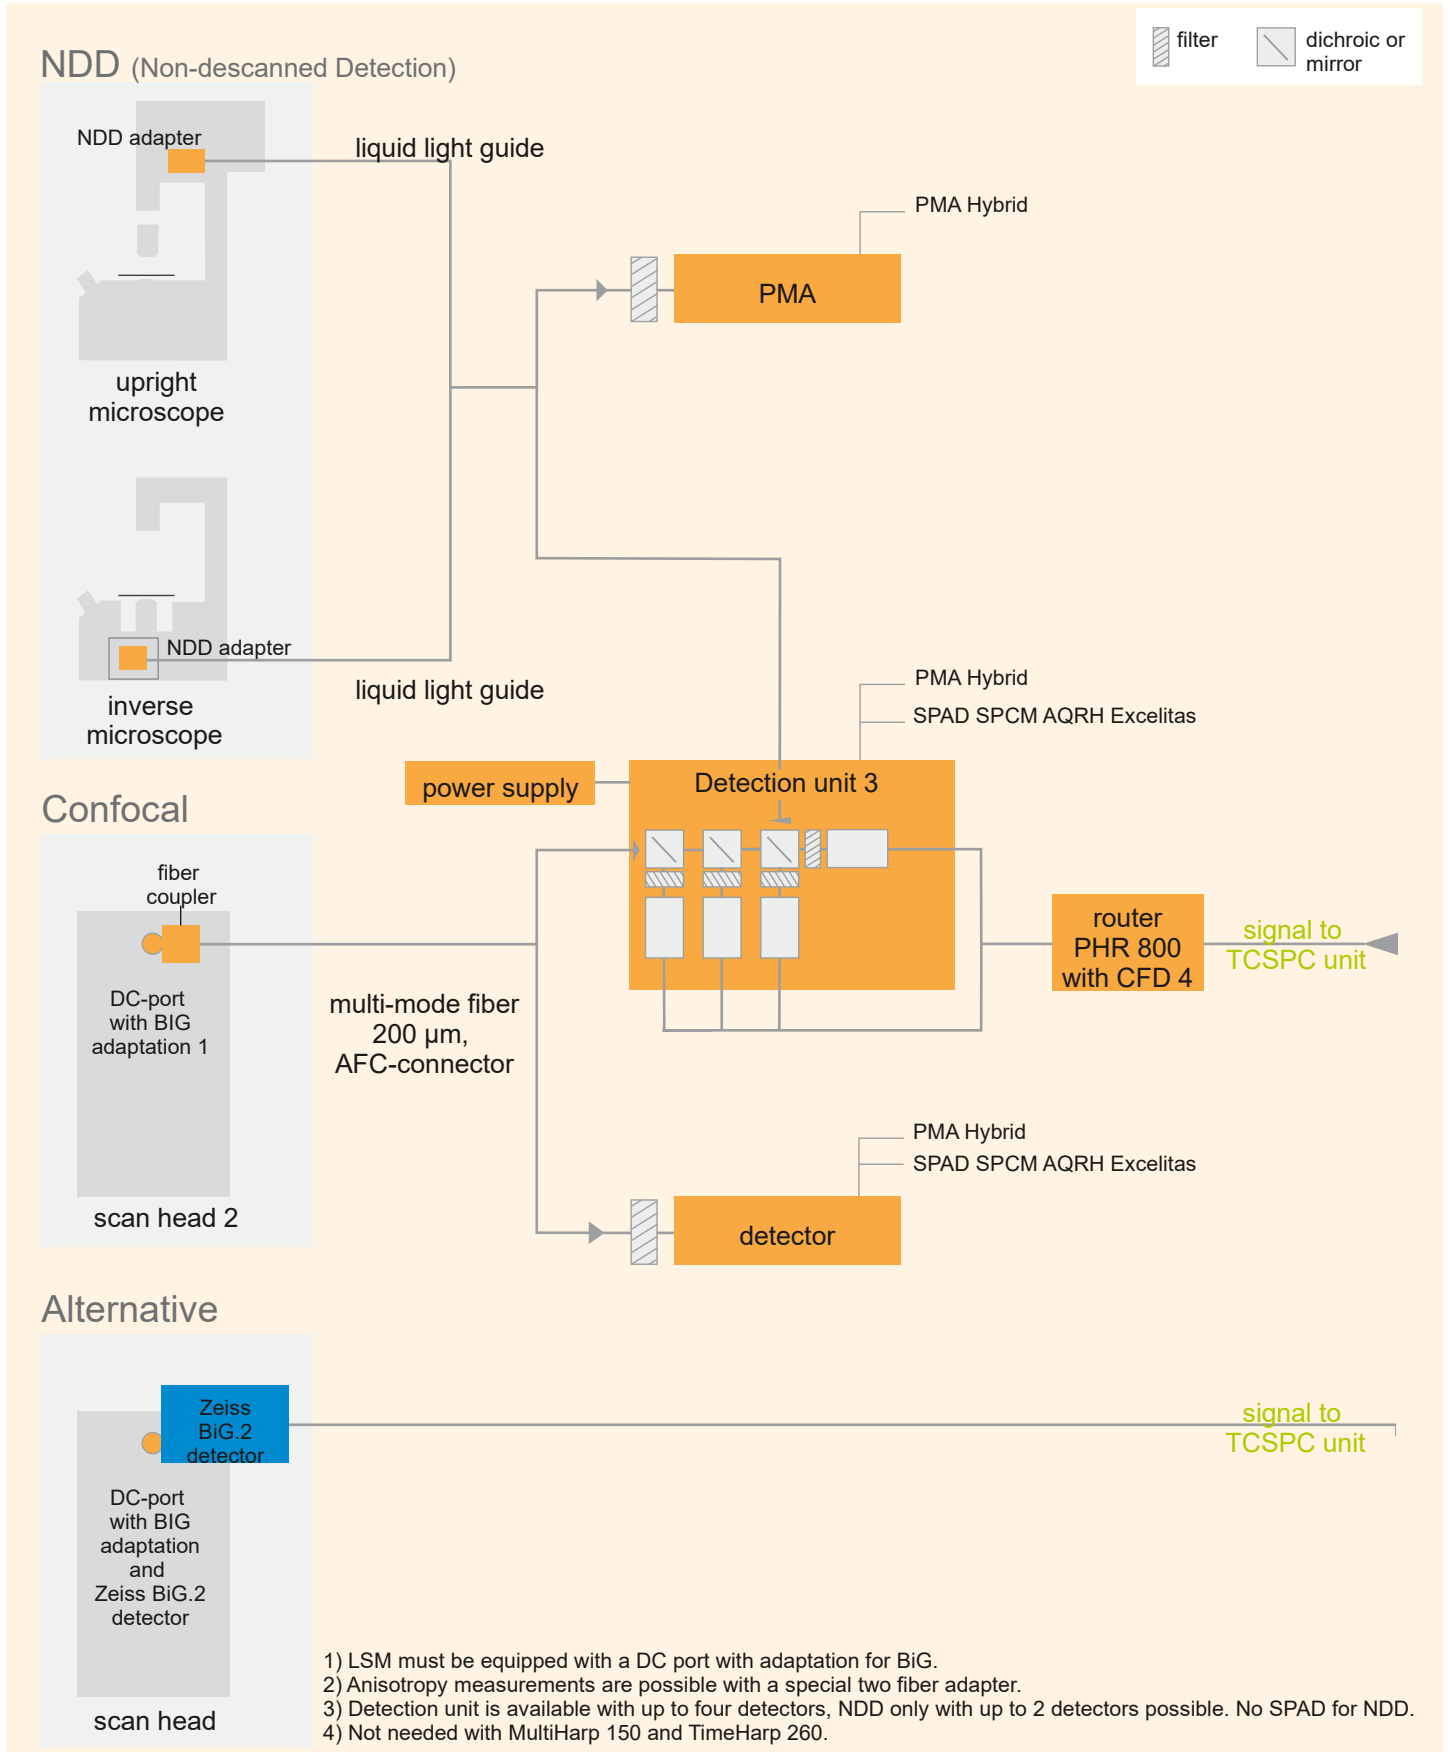 filter
dichroic or
mirror
NDD (Non-descanned Detection)
NDD adapter
liquid light guide
PMA Hybrid
PMA
upright
microscope
NDD adapter
liquid light guide
inverse
microscope
PMA Hybrid
SPAD SPCM AQRH Excelitas
power supply
Detection unit 3
Confocal
fiber
coupler
DC-port
with BIG
adaptation 1
scan head 2
multi-mode fiber
200 µm,
AFC-connector
router
PHR 800
with CFD 4
signal to
TCSPC unit
PMA Hybrid
SPAD SPCM AQRH Excelitas
detector
Alternative
Zeiss
BiG.2
detector
signal to
TCSPC unit
DC-port
with BIG
adaptation
and
Zeiss BiG.2
detector
scan head
1) LSM must be equipped with a DC port with adaptation for BiG.
2) Anisotropy measurements are possible with a special two fiber adapter.
3) Detection unit is available with up to four detectors, NDD only with up to 2 detectors possible. No SPAD for NDD.
4) Not needed with MultiHarp 150 and TimeHarp 260.